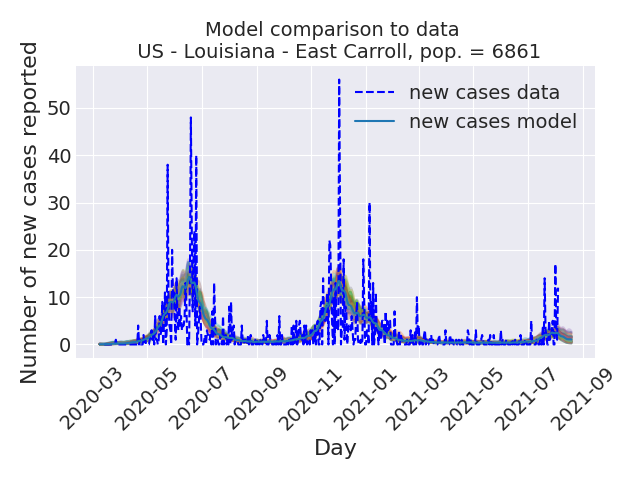 Model comparison to data
US - Louisiana - East Carroll, pop. = 6861
Number of new cases reported
50
40
30
20
10
0
new cases data
new cases model
2020-03
2020-05
2020-07
2020-09
2020-11
2021-01
2021-03
2021-05
2021-07
2021-09
Day